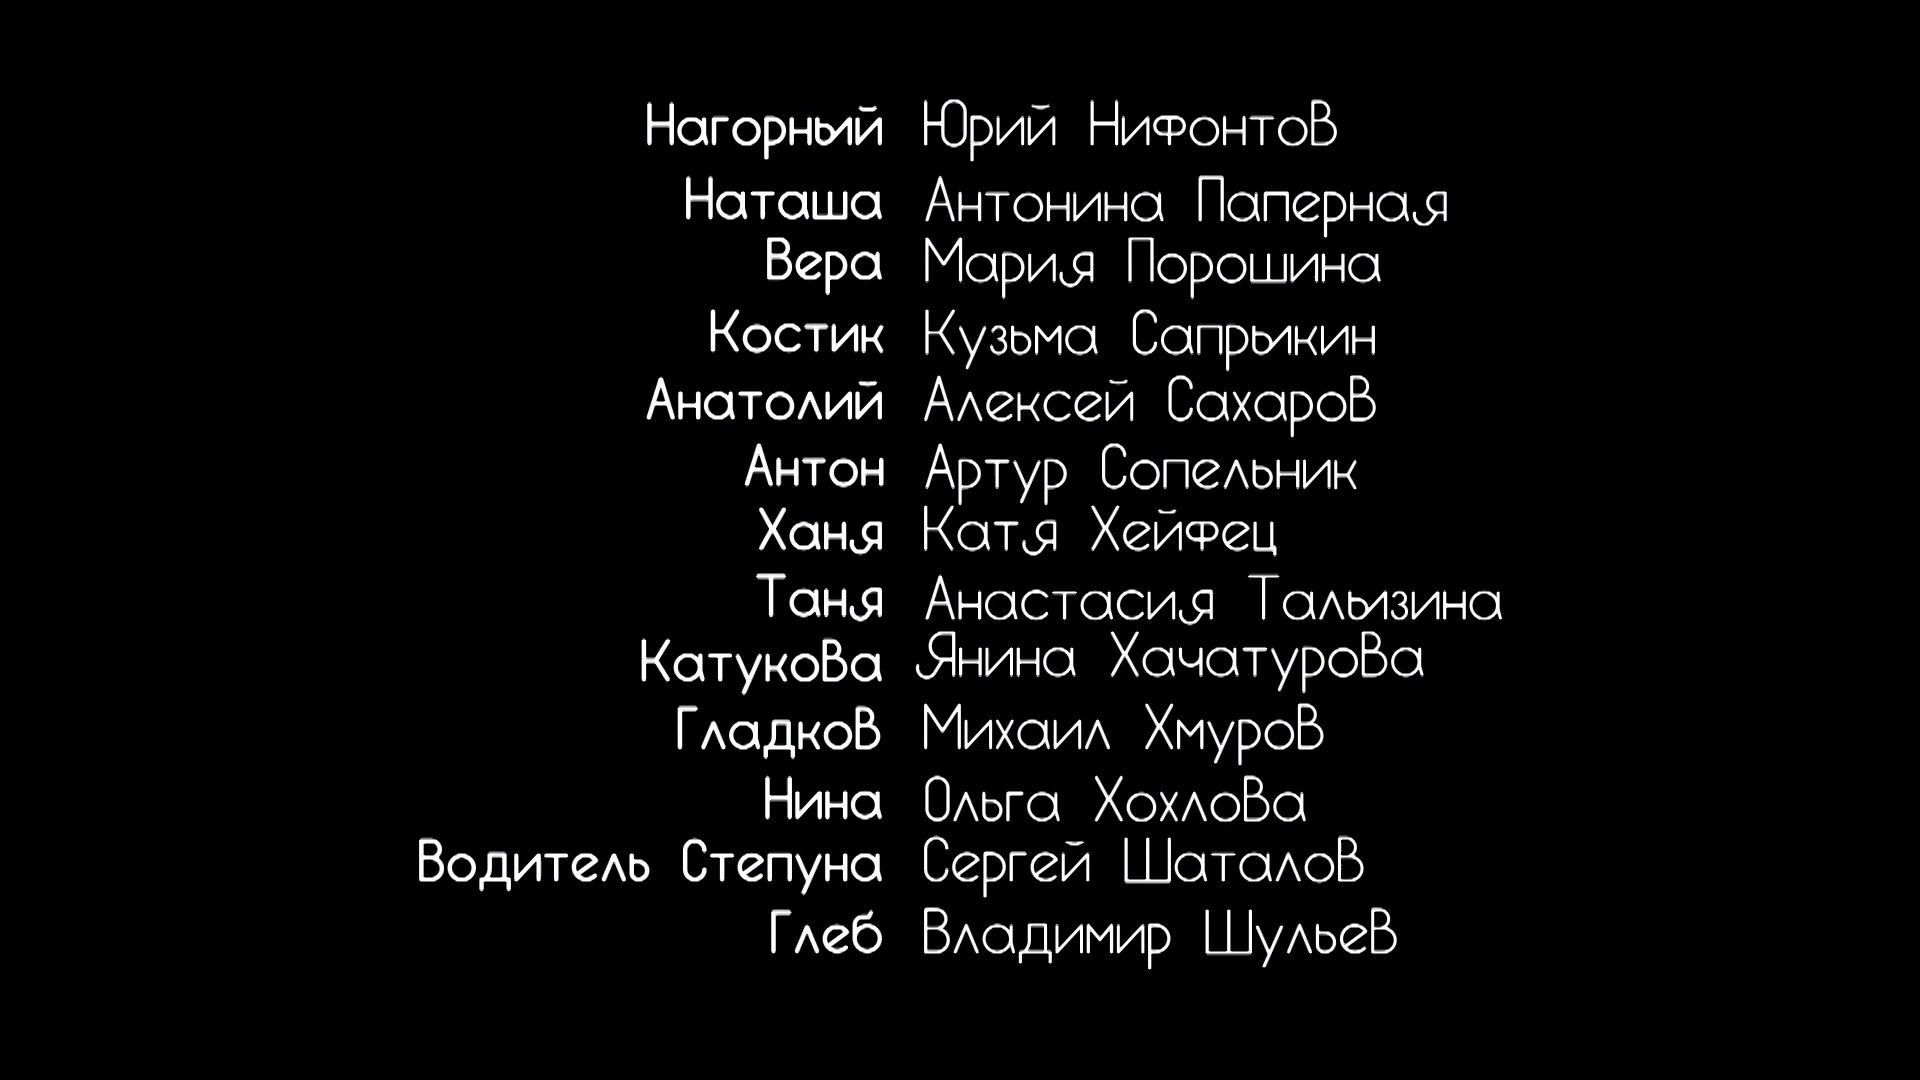 Нагорный Юрий Нифонтов
Наташа Антонина Паперная
Вера Мария Порошина
Костик Кузьма Сапрыкин
Анатолий Алексей Сахаров
Антон Артур Сопельник
Ханя Катя Хейфец
Таня Анастасия Талызина
Катукова Янина Хачатурова
Гладков Михаил Хмуров
Нина Ольга Хохлова
Водитель Степуна Сергей Шаталов
Глеб Владимир Шульев